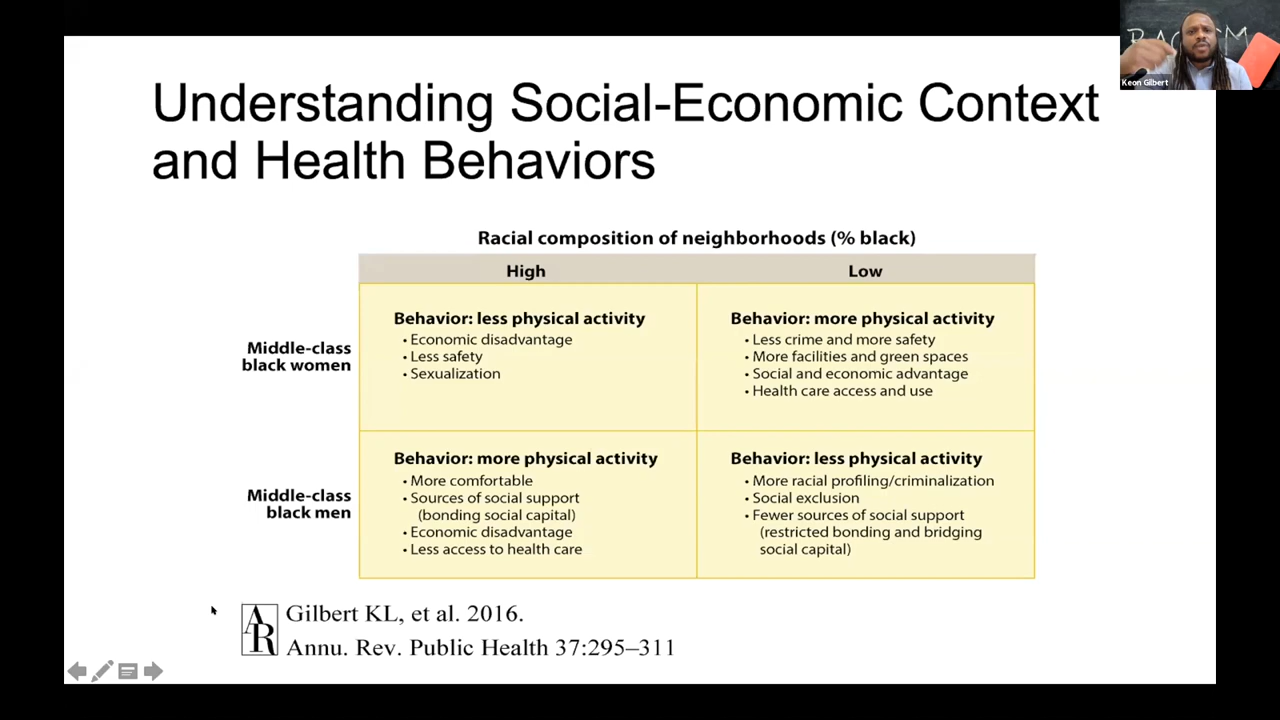 RACISM
Keon Gilbert
Understanding Social-Economic Context
and Health Behaviors
Racial composition of neighborhoods (% black)
High
Low
Middle-class
black women
Behavior: less physical activity
• Economic disadvantage
• Less safety
• Sexualization
Behavior: more physical activity
• Less crime and more safety
• More facilities and green spaces
• Social and economic advantage
• Health care access and use
Middle-class
black men
Behavior: more physical activity
• More comfortable
• Sources of social support
(bonding social capital)
• Economic disadvantage
• Less access to health care
Behavior: less physical activity
• More racial profiling/criminalization
• Social exclusion
• Fewer sources of social support
(restricted bonding and bridging
social capital)
AR
Gilbert KL, et al. 2016.
Annu. Rev. Public Health 37:295–311